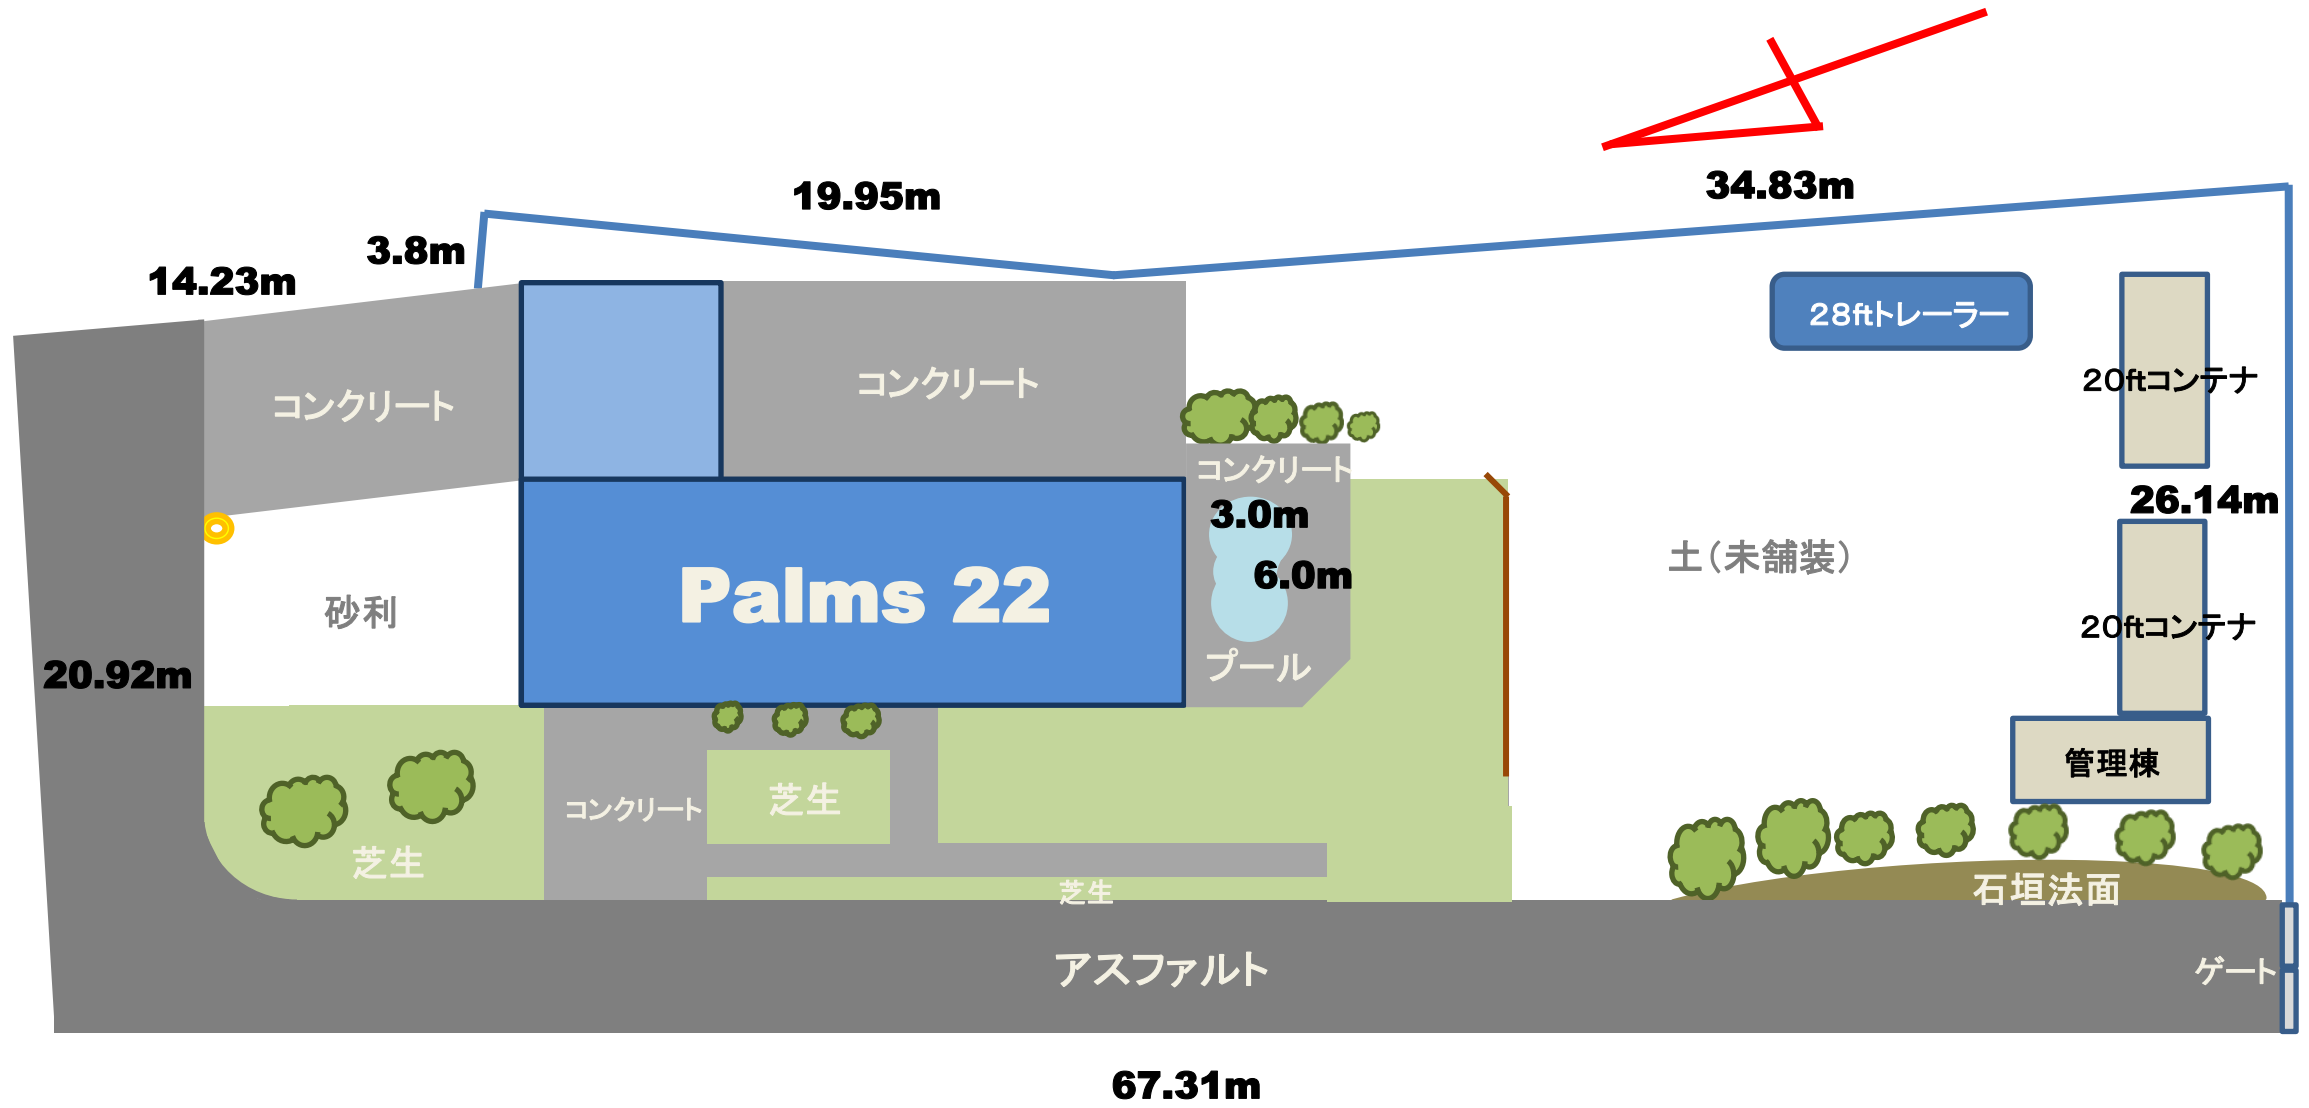 19.95m
34.83m
3.8m
14.23m
28ftトレーラー
コンクリート
コンクリート
20ftコンテナ
コンクリート
3.0m
26.14m
土(未舗装)
6.0m
Palms 22
砂利
20ftコンテナ
プール
20.92m
管理棟
コンクリート
芝生
芝生
芝生
石垣法面
アスファルト
ゲート
67.31m